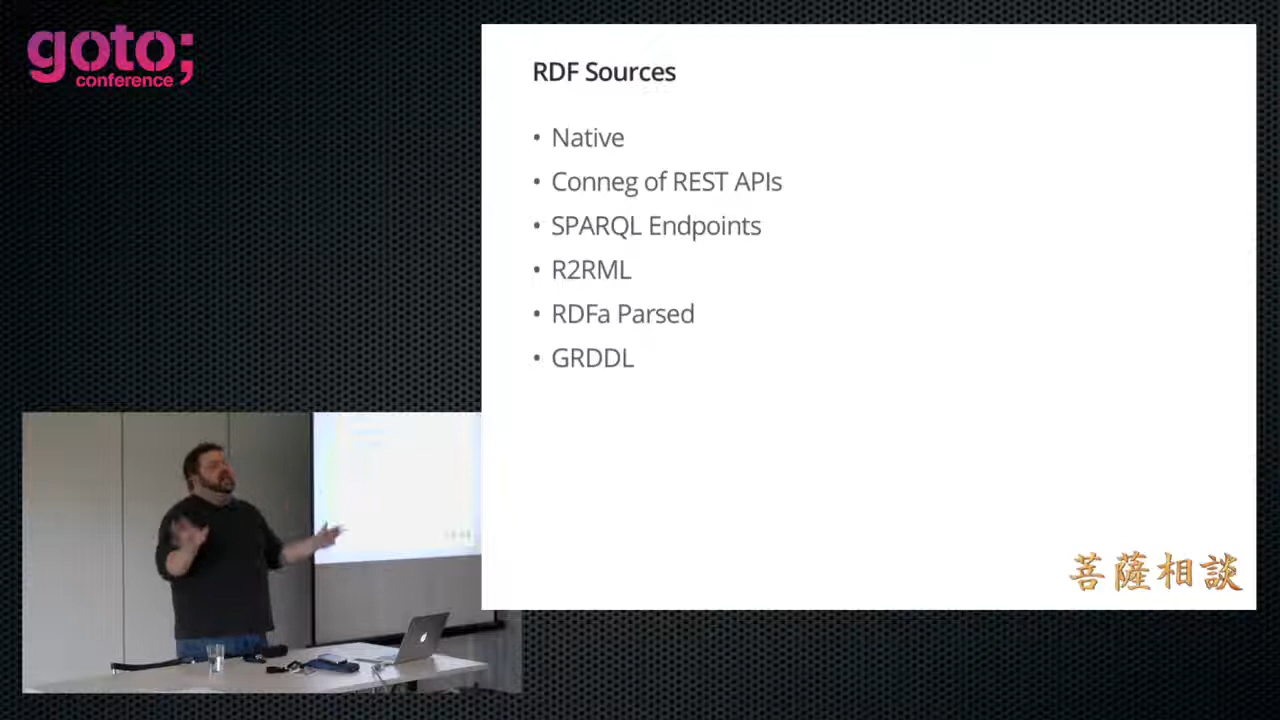 goto;
conference
RDF Sources
• Native
• Conneg of REST APIs
• SPARQL Endpoints
• R2RML
• RDFa Parsed
• GRDDL
菩薩相談